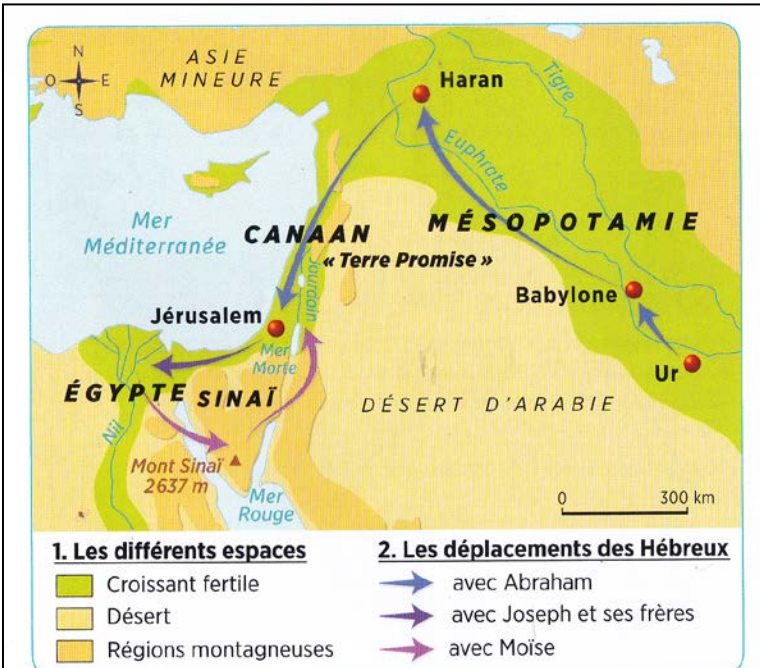 N
O E
S
ASIE
MINEURE
Haran
Tigre
Euphrate
Mer
Méditerranée
CANAAN
MÉSOPOTAMIE
« Terre Promise »
Jourdain
Babylone
Jérusalem
Mer
Morte
Ur
ÉGYPTE
SINAÏ
DÉSERT D'ARABIE
Nil
Mont Sinaï
2637 m
Mer
Rouge
0 300 km
1. Les différents espaces
Croissant fertile
Désert
Régions montagneuses
2. Les déplacements des Hébreux
avec Abraham
avec Joseph et ses frères
avec Moïse